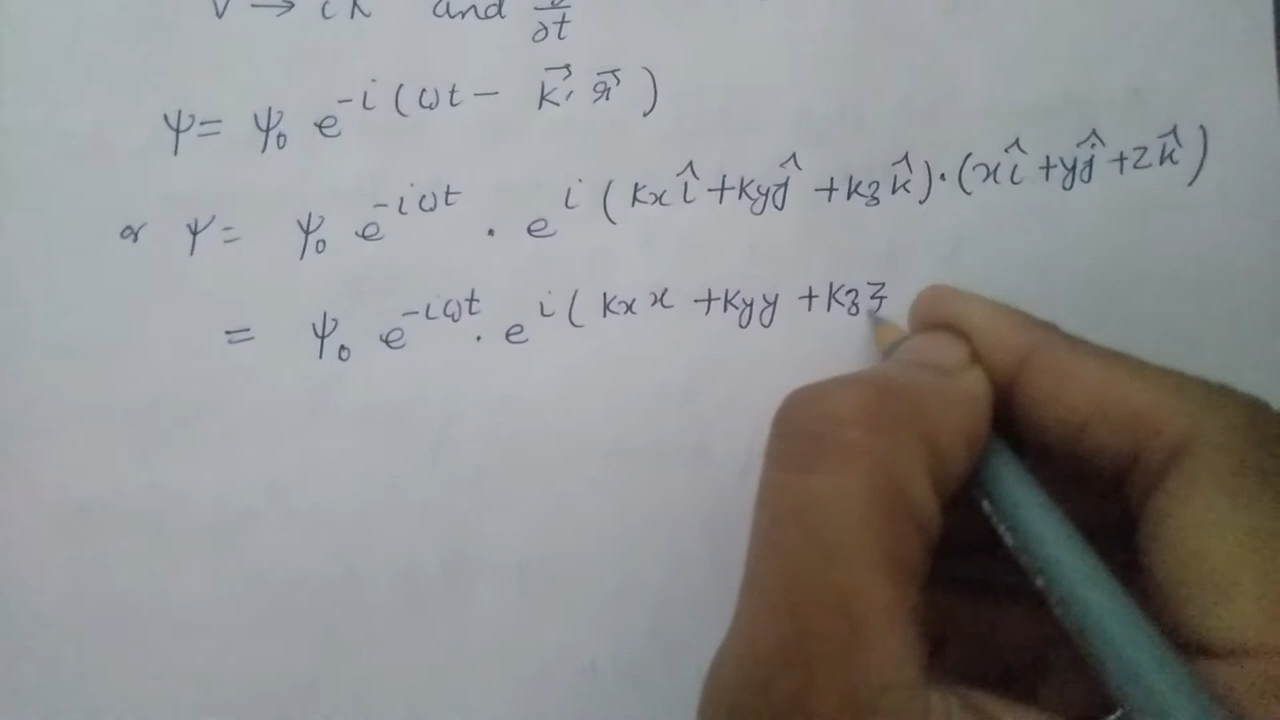 ∇ → ik and ∂/∂t
ψ = ψ₀ e^{-i(ωt - k⃗·r⃗)}
or ψ = ψ₀ e^{-iωt} · e^{i(kx î + ky ĵ + kz k̂)·(x î + y ĵ + z k̂)}
= ψ₀ e^{-iωt} · e^{i(kx x + ky y + kz z